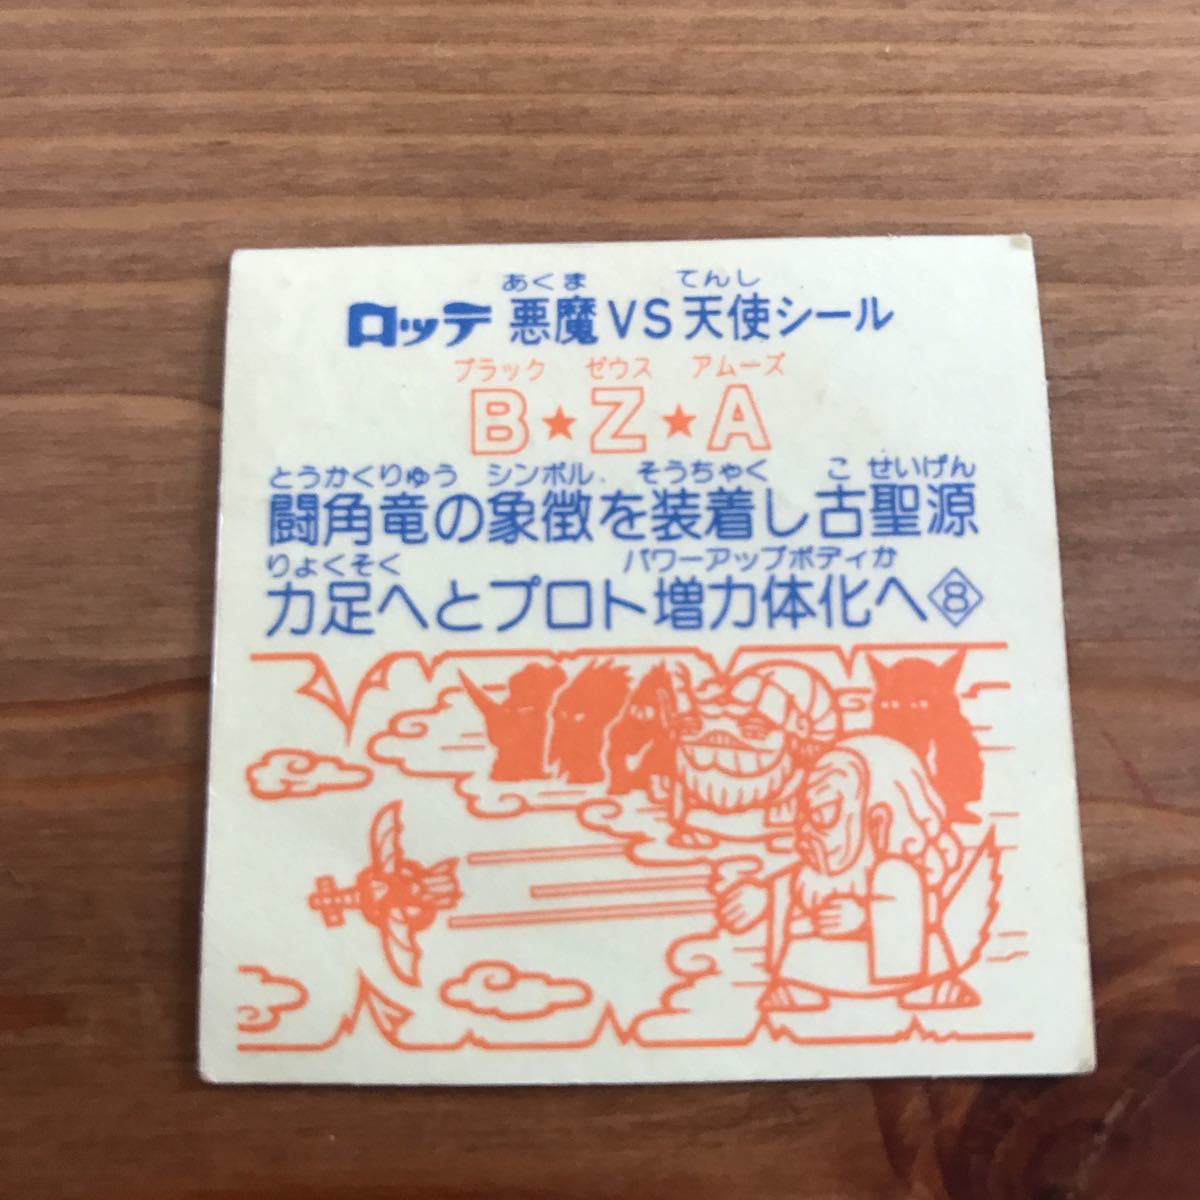 あくま てんし
ロッテ 悪魔VS天使シール
ブラック ゼウス アムーズ
B★Z★A
とうかくりゅう シンボル そうちゃく こ せいげん
闘角竜の象徴を装着し古聖源
りょくそく パワーアップボディか
力足へとプロト増力体化へ⑧